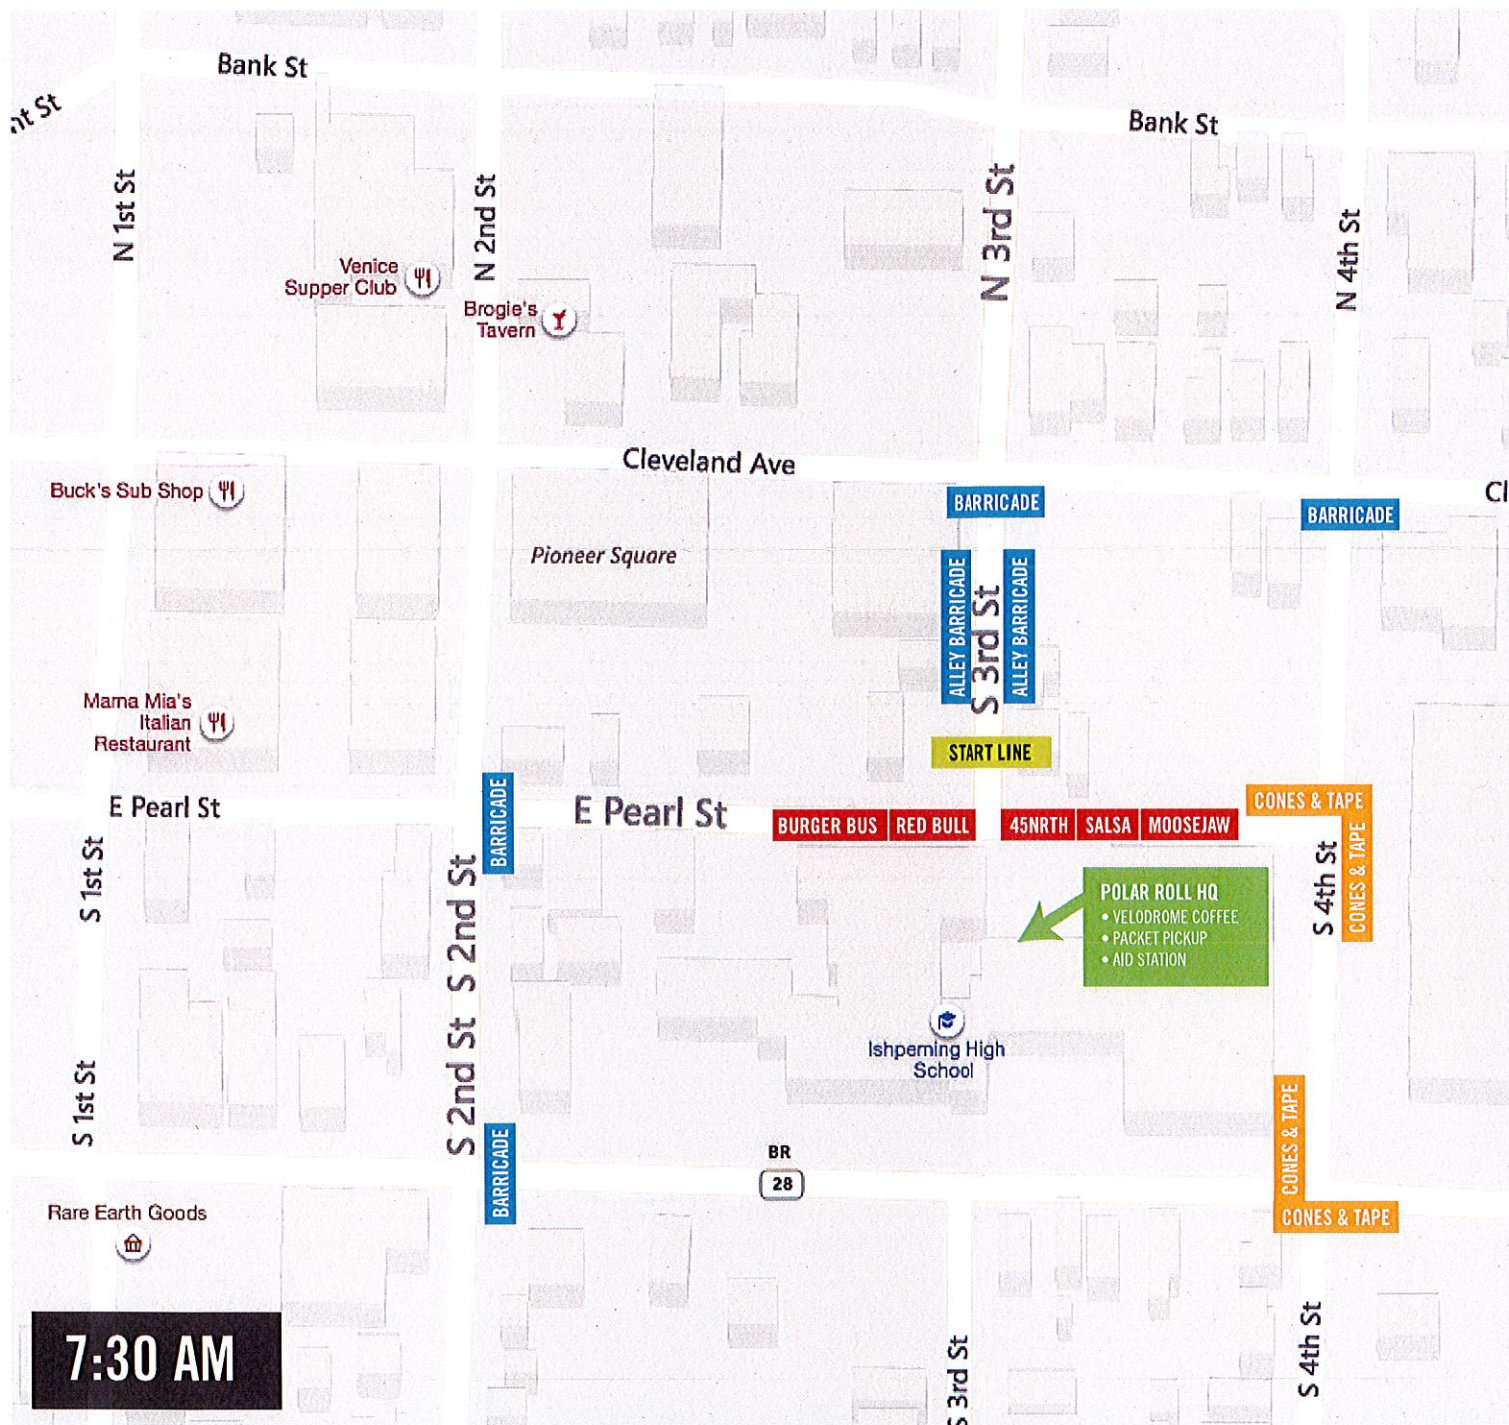 Bank St
nt St
Bank St
N 1st St
N 2nd St
N 3rd St
N 4th St
Venice
Supper Club
Brogie's
Tavern
Cleveland Ave
Cl
Buck's Sub Shop
BARRICADE
BARRICADE
Pioneer Square
ALLEY BARRICADE
S 3rd St
ALLEY BARRICADE
Mama Mia's
Italian
Restaurant
START LINE
E Pearl St
BARRICADE
E Pearl St
BURGER BUS
RED BULL
45NRTH
SALSA
MOOSEJAW
CONES & TAPE
CONES & TAPE
S 1st St
S 2nd St
S 4th St
POLAR ROLL HQ
• VELODROME COFFEE
• PACKET PICKUP
• AID STATION
Ishpeming High
School
S 1st St
S 2nd St
BARRICADE
BR
28
CONES & TAPE
CONES & TAPE
Rare Earth Goods
7:30 AM
S 3rd St
S 4th St